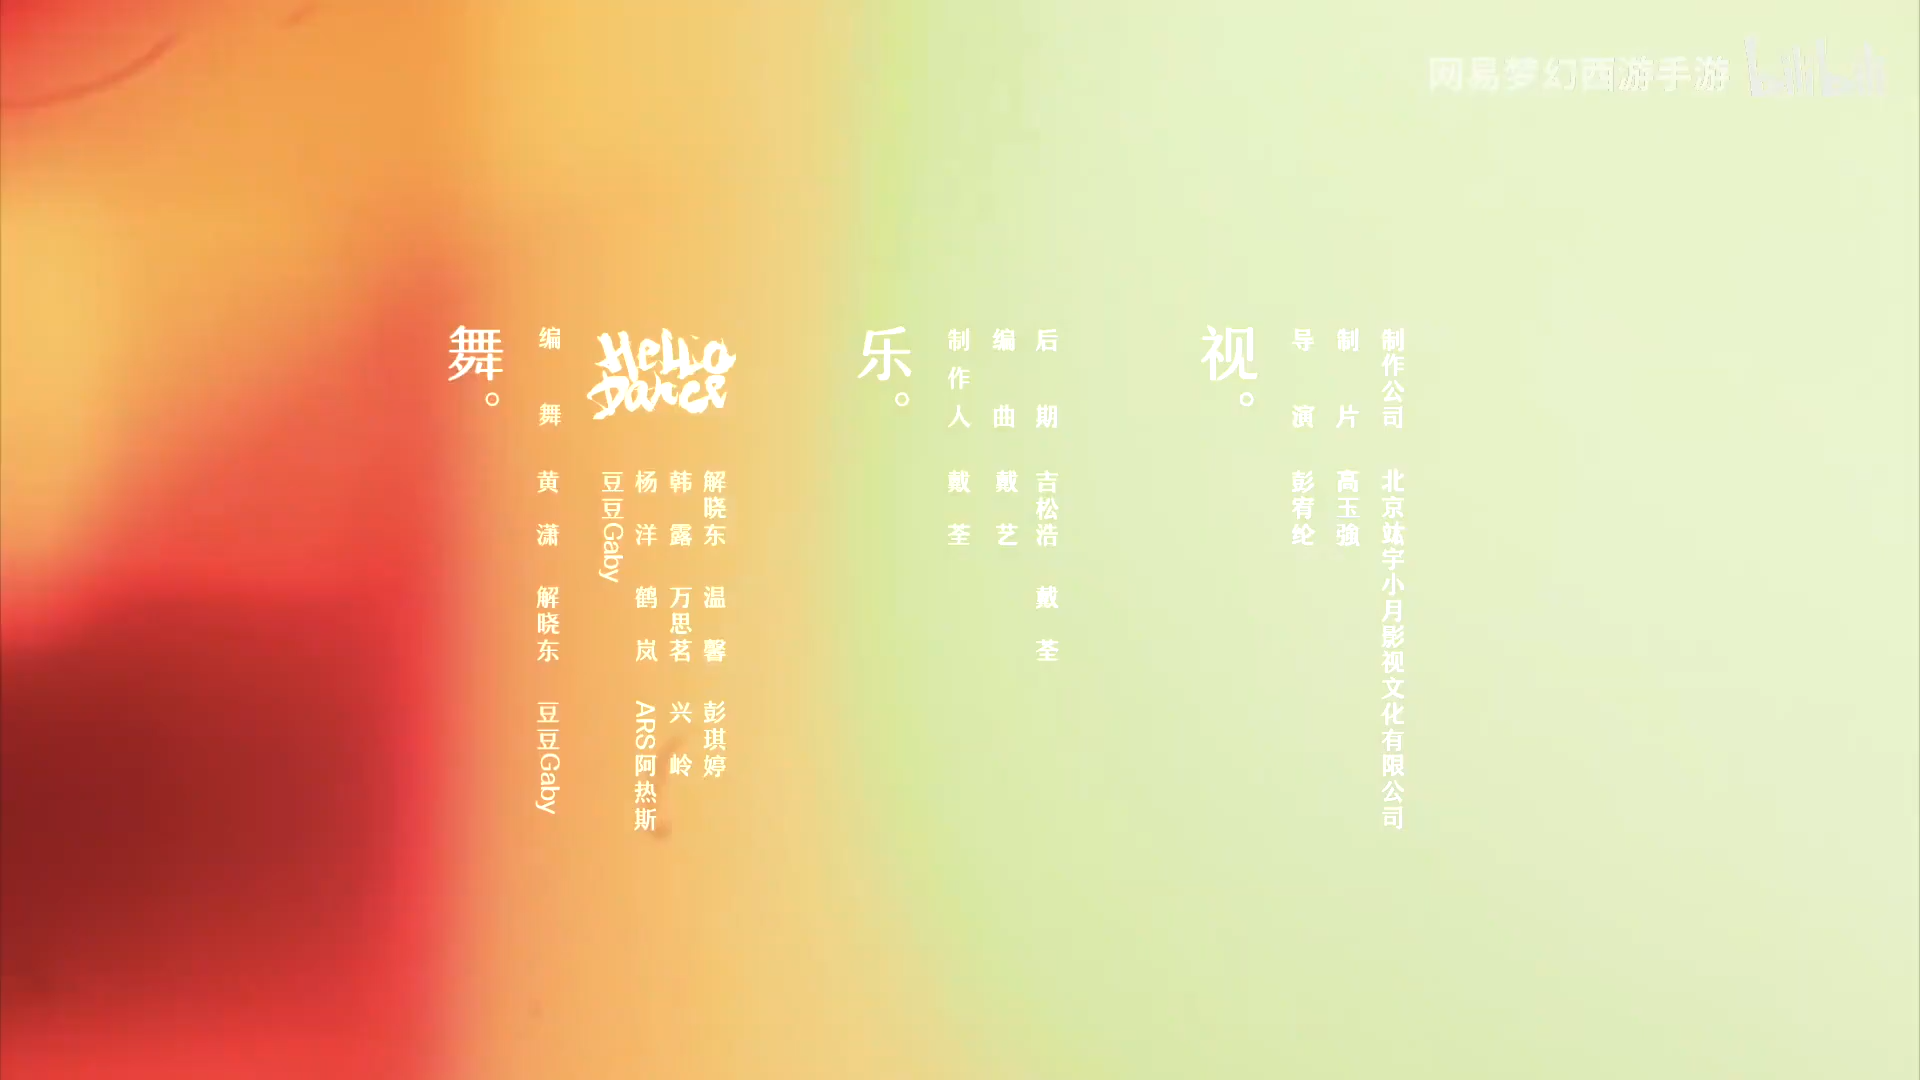 网易梦幻西游手游 bilibili
舞。
编舞 黄潇 解晓东 豆豆Gaby
Hello Dance
豆豆Gaby
杨洋 鹤岚 ARS阿热斯
韩露 万思茗 兴岭
解晓东 温馨 彭琪婷
乐。
制作人 戴荃
编曲 戴艺
后期 吉松浩 戴荃
视。
导演 彭宥纶
制片 高玉強
制作公司 北京竑宇小月影视文化有限公司